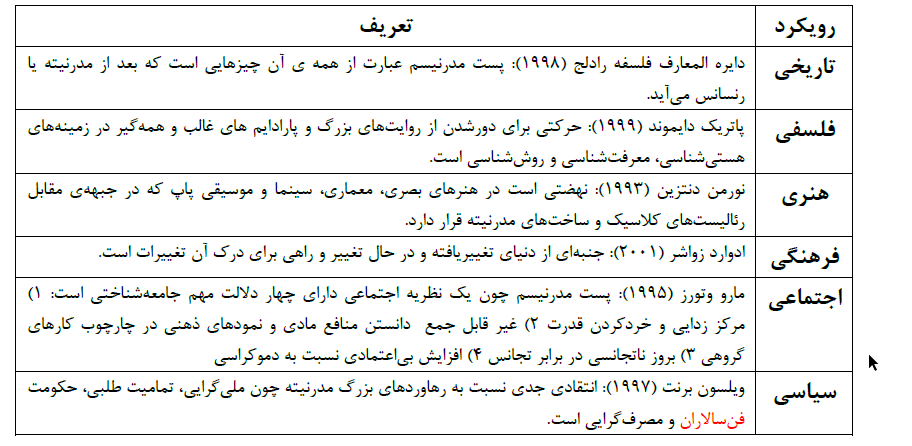 رویکرد تعریف
تاریخی دایره المعارف فلسفه رادلج (۱۹۹۸): پست مدرنیسم عبارت از همه ی آن چیزهایی است که بعد از مدرنیته یا
رنسانس می‌آید.
فلسفی پاتریک دایموند (۱۹۹۹): حرکتی برای دورشدن از روایت‌های بزرگ و پارادایم های غالب و همه‌گیر در زمینه‌های
هستی‌شناسی، معرفت‌شناسی و روش‌شناسی است.
هنری نورمن دنتزین (۱۹۹۳): نهضتی است در هنرهای بصری، معماری، سینما و موسیقی پاپ که در جبهه‌ی مقابل
رئالیست‌های کلاسیک و ساخت‌های مدرنیته قرار دارد.
فرهنگی ادوارد زواشر (۲۰۰۱): جنبه‌ای از دنیای تغییریافته و در حال تغییر و راهی برای درک آن تغییرات است.
اجتماعی مارو وتورز (۱۹۹۵): پست مدرنیسم چون یک نظریه اجتماعی دارای چهار دلالت مهم جامعه‌شناختی است: ۱)
مرکز زدایی و خردکردن قدرت ۲) غیر قابل جمع دانستن منافع مادی و نمودهای ذهنی در چارچوب کارهای
گروهی ۳) بروز ناتجانسی در برابر تجانس ۴) افزایش بی‌اعتمادی نسبت به دموکراسی
سیاسی ویلسون برنت (۱۹۹۷): انتقادی جدی نسبت به رهاوردهای بزرگ مدرنیته چون ملی‌گرایی، تمامیت طلبی، حکومت
فن‌سالاران و مصرف‌گرایی است.